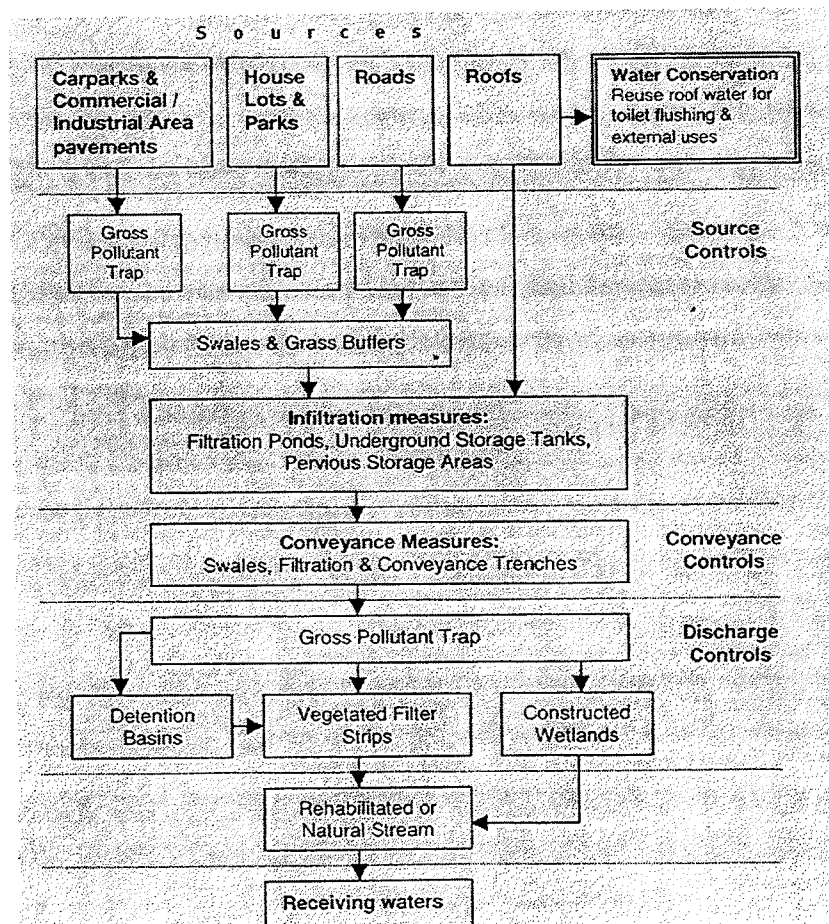 Sources
Carparks &
Commercial /
Industrial Area
pavements
House
Lots &
Parks
Roads
Roofs
Water Conservation
Reuse roof water for
toilet flushing &
external uses
Gross
Pollutant
Trap
Gross
Pollutant
Trap
Gross
Pollutant
Trap
Source
Controls
Swales & Grass Buffers
Infiltration measures:
Filtration Ponds, Underground Storage Tanks,
Pervious Storage Areas
Conveyance Measures:
Swales, Filtration & Conveyance Trenches
Conveyance
Controls
Gross Pollutant Trap
Discharge
Controls
Detention
Basins
Vegetated Filter
Strips
Constructed
Wetlands
Rehabilitated or
Natural Stream
Receiving waters